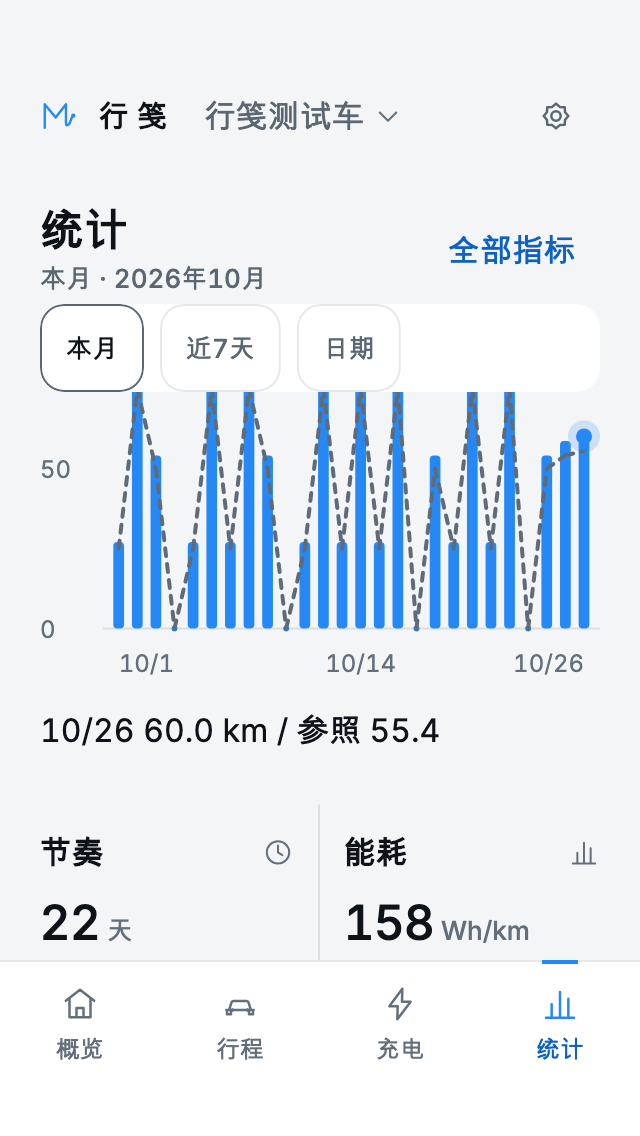 行笺 行笺测试车
统计
全部指标
本月 · 2026年10月
本月 近7天 日期
50
0
10/1 10/14 10/26
10/26 60.0 km / 参照 55.4
节奏 能耗
22 天 158 Wh/km
概览 行程 充电 统计